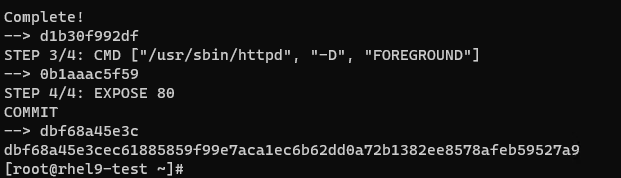 Complete!
--> d1b30f992df
STEP 3/4: CMD ["/usr/sbin/httpd", "-D", "FOREGROUND"]
--> 0b1aaac5f59
STEP 4/4: EXPOSE 80
COMMIT
--> dbf68a45e3c
dbf68a45e3cec61885859f99e7aca1ec6b62dd0a72b1382ee8578afeb59527a9
[root@rhel9-test ~]#